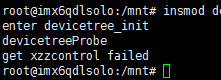 root@imx6qdlsolo:/mnt# insmod de
enter devicetree_init
devicetreeProbe
get xzzcontrol failed
root@imx6qdlsolo:/mnt#